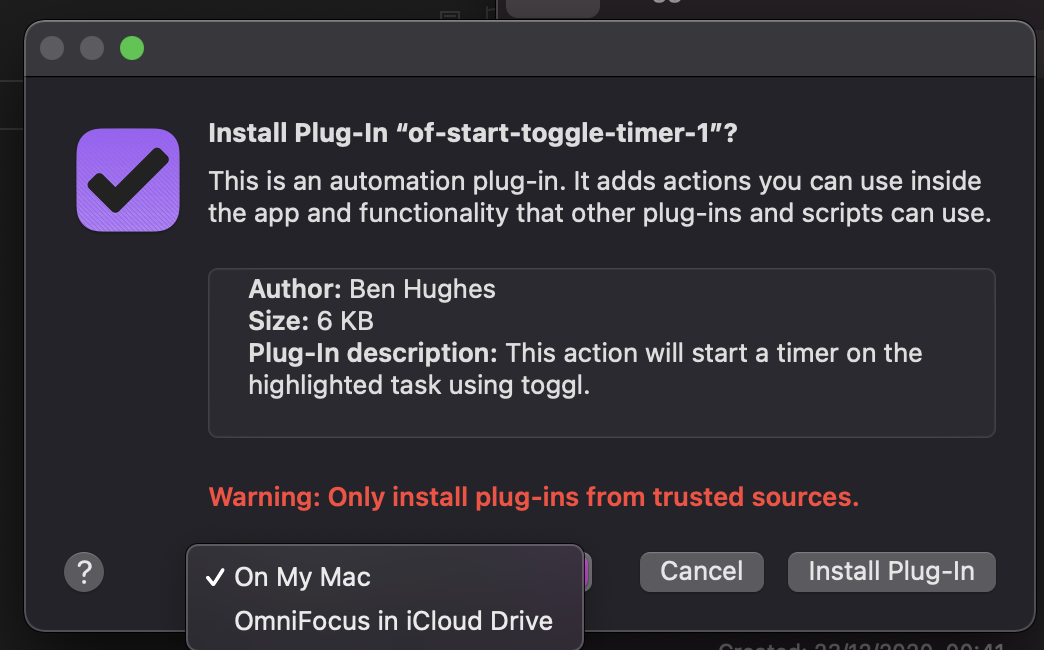 Install Plug-In “of-start-toggle-timer-1”?
This is an automation plug-in. It adds actions you can use inside
the app and functionality that other plug-ins and scripts can use.
Author: Ben Hughes
Size: 6 KB
Plug-In description: This action will start a timer on the
highlighted task using toggl.
Warning: Only install plug-ins from trusted sources.
?
✓ On My Mac
OmniFocus in iCloud Drive
Cancel
Install Plug-In